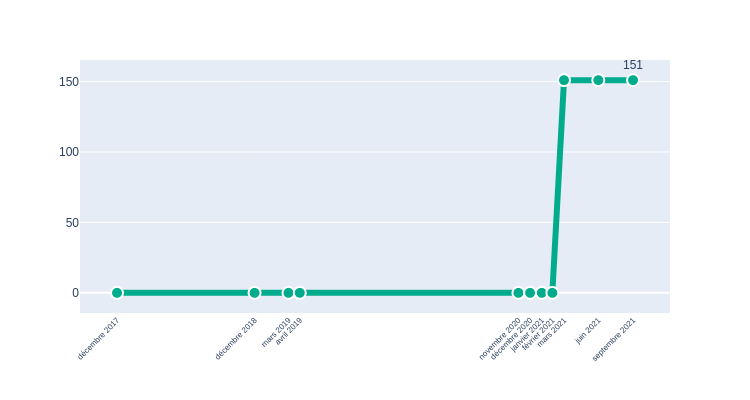 151
150
100
50
0
décembre 2017
décembre 2018
mars 2019
avril 2019
novembre 2020
décembre 2020
janvier 2021
février 2021
mars 2021
juin 2021
septembre 2021